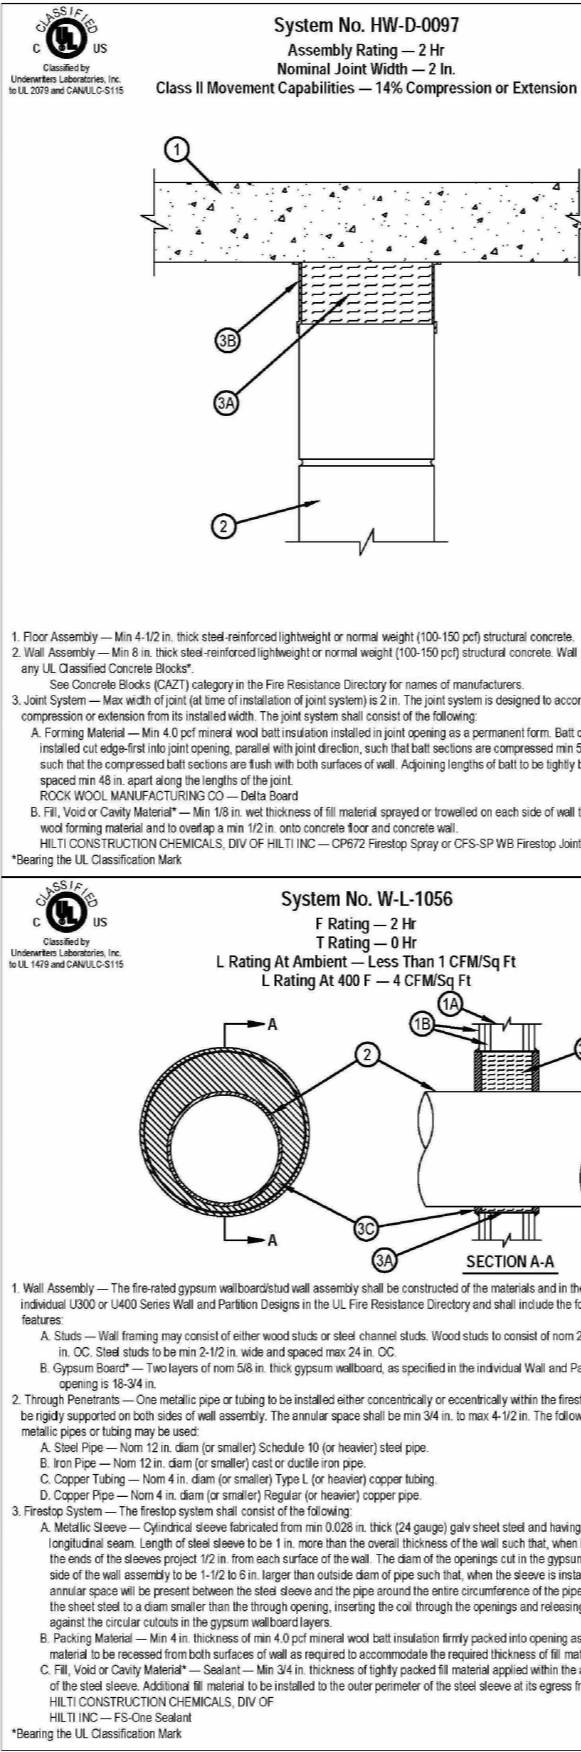 CLASSIFIED
C UL US
Classified by
Underwriters Laboratories, Inc.
to UL 2079 and CAN/ULC-S115
System No. HW-D-0097
Assembly Rating — 2 Hr
Nominal Joint Width — 2 In.
Class II Movement Capabilities — 14% Compression or Extension
1
3B
3A
2
1. Floor Assembly — Min 4-1/2 in. thick steel-reinforced lightweight or normal weight (100-150 pcf) structural concrete.
2. Wall Assembly — Min 8 in. thick steel-reinforced lightweight or normal weight (100-150 pcf) structural concrete. Wall
any UL Classified Concrete Blocks*.
See Concrete Blocks (CAZT) category in the Fire Resistance Directory for names of manufacturers.
3. Joint System — Max width of joint (at time of installation of joint system) is 2 in. The joint system is designed to accor
compression or extension from its installed width. The joint system shall consist of the following:
A. Forming Material — Min 4.0 pcf mineral wool batt insulation installed in joint opening as a permanent form. Batt c
installed cut edge-first into joint opening, parallel with joint direction, such that batt sections are compressed min 5
such that the compressed batt sections are flush with both surfaces of wall. Adjoining lengths of batt to be tightly b
spaced min 48 in. apart along the lengths of the joint.
ROCK WOOL MANUFACTURING CO — Delta Board
B. Fill, Void or Cavity Material* — Min 1/8 in. wet thickness of fill material sprayed or trowelled on each side of wall t
wool forming material and to overlap a min 1/2 in. onto concrete floor and concrete wall.
HILTI CONSTRUCTION CHEMICALS, DIV OF HILTI INC — CP672 Firestop Spray or CFS-SP WB Firestop Joint
*Bearing the UL Classification Mark
CLASSIFIED
C UL US
Classified by
Underwriters Laboratories, Inc.
to UL 1479 and CAN/ULC-S115
System No. W-L-1056
F Rating — 2 Hr
T Rating — 0 Hr
L Rating At Ambient — Less Than 1 CFM/Sq Ft
L Rating At 400 F — 4 CFM/Sq Ft
1A
1B
A
2
3C
A
3A
SECTION A-A
1. Wall Assembly — The fire-rated gypsum wallboard/stud wall assembly shall be constructed of the materials and in the
individual U300 or U400 Series Wall and Partition Designs in the UL Fire Resistance Directory and shall include the fo
features:
A. Studs — Wall framing may consist of either wood studs or steel channel studs. Wood studs to consist of nom 2
in. OC. Steel studs to be min 2-1/2 in. wide and spaced max 24 in. OC.
B. Gypsum Board* — Two layers of nom 5/8 in. thick gypsum wallboard, as specified in the individual Wall and Pa
opening is 18-3/4 in.
2. Through Penetrants — One metallic pipe or tubing to be installed either concentrically or eccentrically within the firest
be rigidly supported on both sides of wall assembly. The annular space shall be min 3/4 in. to max 4-1/2 in. The follow
metallic pipes or tubing may be used:
A. Steel Pipe — Nom 12 in. diam (or smaller) Schedule 10 (or heavier) steel pipe.
B. Iron Pipe — Nom 12 in. diam (or smaller) cast or ductile iron pipe.
C. Copper Tubing — Nom 4 in. diam (or smaller) Type L (or heavier) copper tubing.
D. Copper Pipe — Nom 4 in. diam (or smaller) Regular (or heavier) copper pipe.
3. Firestop System — The firestop system shall consist of the following:
A. Metallic Sleeve — Cylindrical sleeve fabricated from min 0.028 in. thick (24 gauge) galv sheet steel and having
longitudinal seam. Length of steel sleeve to be 1 in. more than the overall thickness of the wall such that, when
the ends of the sleeves project 1/2 in. from each surface of the wall. The diam of the openings cut in the gypsum
side of the wall assembly to be 1-1/2 to 6 in. larger than outside diam of pipe such that, when the sleeve is insta
annular space will be present between the steel sleeve and the pipe around the entire circumference of the pipe
the sheet steel to a diam smaller than the through opening, inserting the coil through the openings and releasing
against the circular cutouts in the gypsum wallboard layers.
B. Packing Material — Min 4 in. thickness of min 4.0 pcf mineral wool batt insulation firmly packed into opening as
material to be recessed from both surfaces of wall as required to accommodate the required thickness of fill mat
C. Fill, Void or Cavity Material* — Sealant — Min 3/4 in. thickness of tightly packed fill material applied within the a
of the steel sleeve. Additional fill material to be installed to the outer perimeter of the steel sleeve at its egress fr
HILTI CONSTRUCTION CHEMICALS, DIV OF
HILTI INC — FS-One Sealant
*Bearing the UL Classification Mark